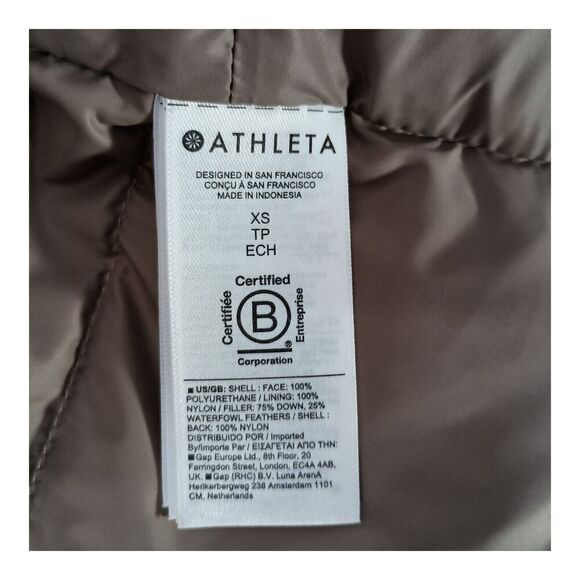 ATHLETA
DESIGNED IN SAN FRANCISCO
CONÇU À SAN FRANCISCO
MADE IN INDONESIA
XS
TP
ECH
Certified
Certifiée
B
Entreprise
®
Corporation
■ US/GB: SHELL : FACE: 100%
POLYURETHANE / LINING: 100%
NYLON / FILLER: 75% DOWN, 25%
WATERFOWL FEATHERS / SHELL :
BACK: 100% NYLON
DISTRIBUIDO POR / Imported
By/Importe Par / ΕΙΣΑΓΕΤΑΙ ΑΠΟ ΤΗΝ:
■ Gap Europe Ltd., 8th Floor, 20
Farringdon Street, London, EC4A 4AB,
UK. ■ Gap (RHC) B.V. Luna ArenA
Herikerbergweg 238 Amsterdam 1101
CM, Netherlands